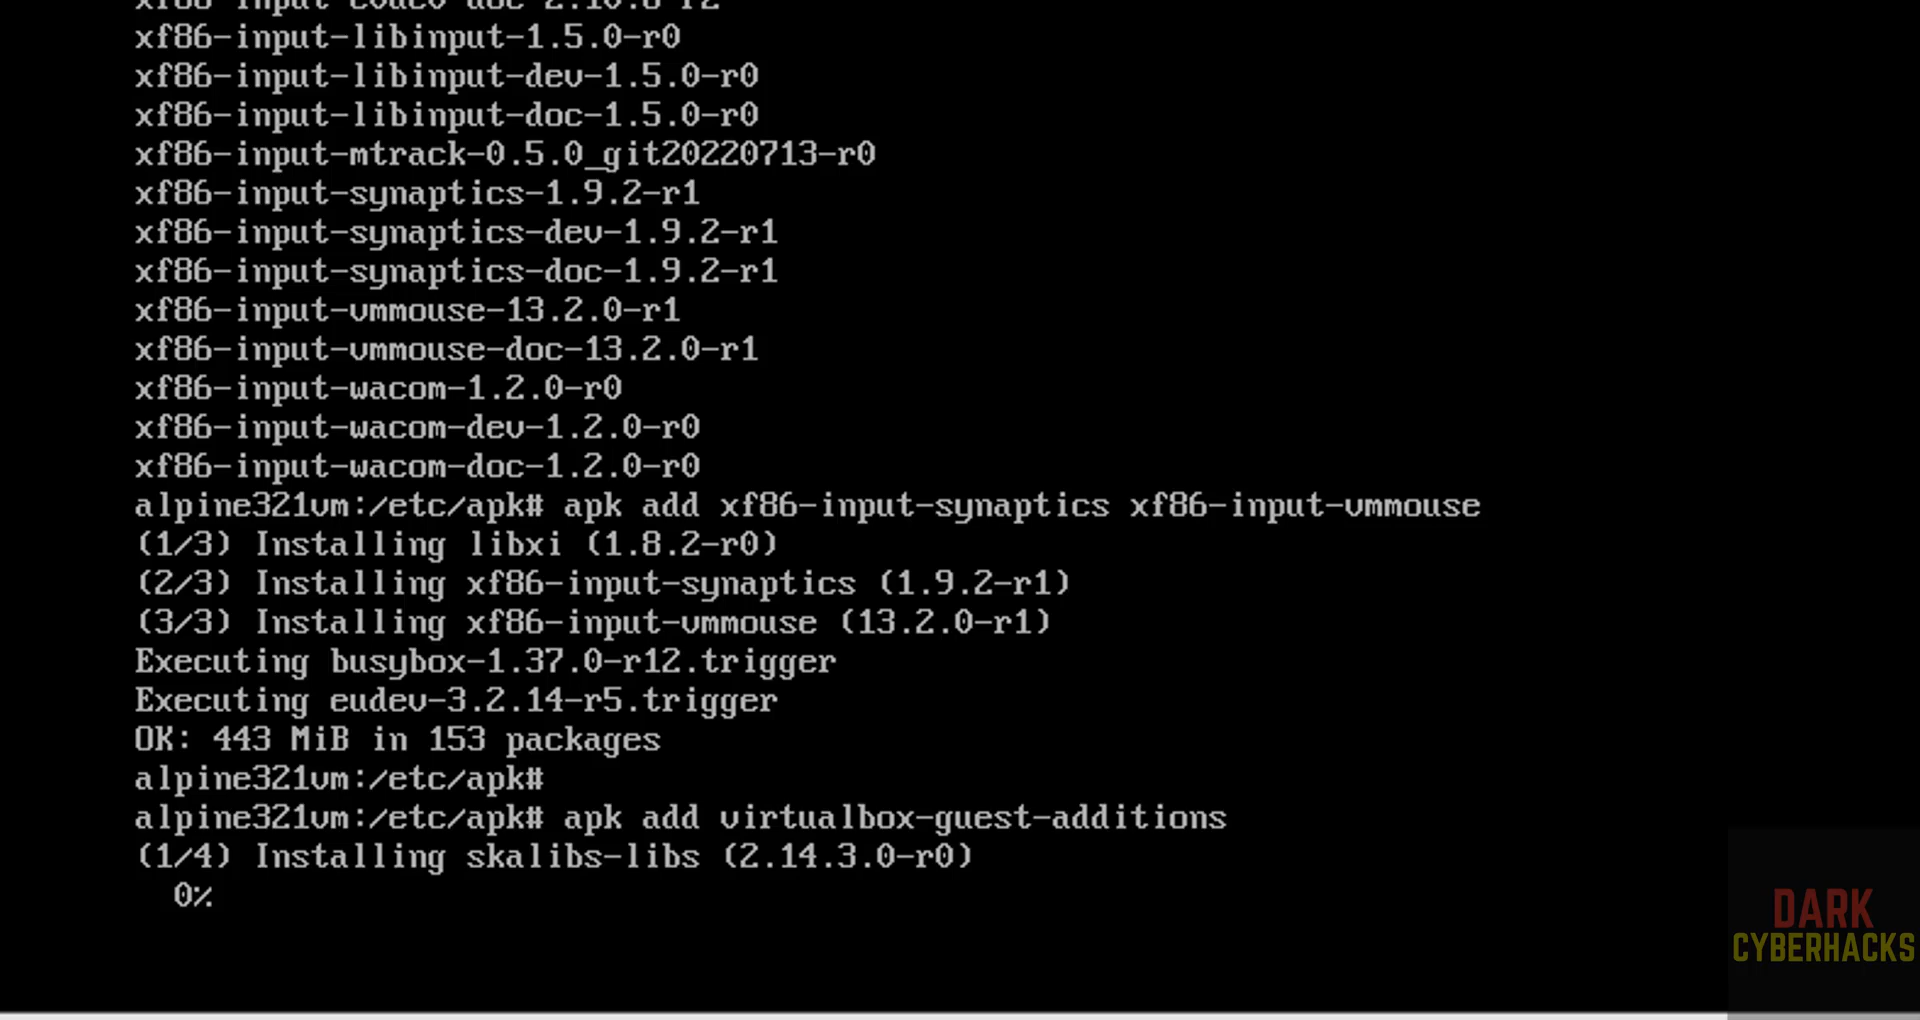 xf86-input-evdev-doc-2.10.6-r2
xf86-input-libinput-1.5.0-r0
xf86-input-libinput-dev-1.5.0-r0
xf86-input-libinput-doc-1.5.0-r0
xf86-input-mtrack-0.5.0_git20220713-r0
xf86-input-synaptics-1.9.2-r1
xf86-input-synaptics-dev-1.9.2-r1
xf86-input-synaptics-doc-1.9.2-r1
xf86-input-vmmouse-13.2.0-r1
xf86-input-vmmouse-doc-13.2.0-r1
xf86-input-wacom-1.2.0-r0
xf86-input-wacom-dev-1.2.0-r0
xf86-input-wacom-doc-1.2.0-r0
alpine321vm:/etc/apk# apk add xf86-input-synaptics xf86-input-vmmouse
(1/3) Installing libxi (1.8.2-r0)
(2/3) Installing xf86-input-synaptics (1.9.2-r1)
(3/3) Installing xf86-input-vmmouse (13.2.0-r1)
Executing busybox-1.37.0-r12.trigger
Executing eudev-3.2.14-r5.trigger
OK: 443 MiB in 153 packages
alpine321vm:/etc/apk#
alpine321vm:/etc/apk# apk add virtualbox-guest-additions
(1/4) Installing skalibs-libs (2.14.3.0-r0)
0%
DARK
CYBERHACKS